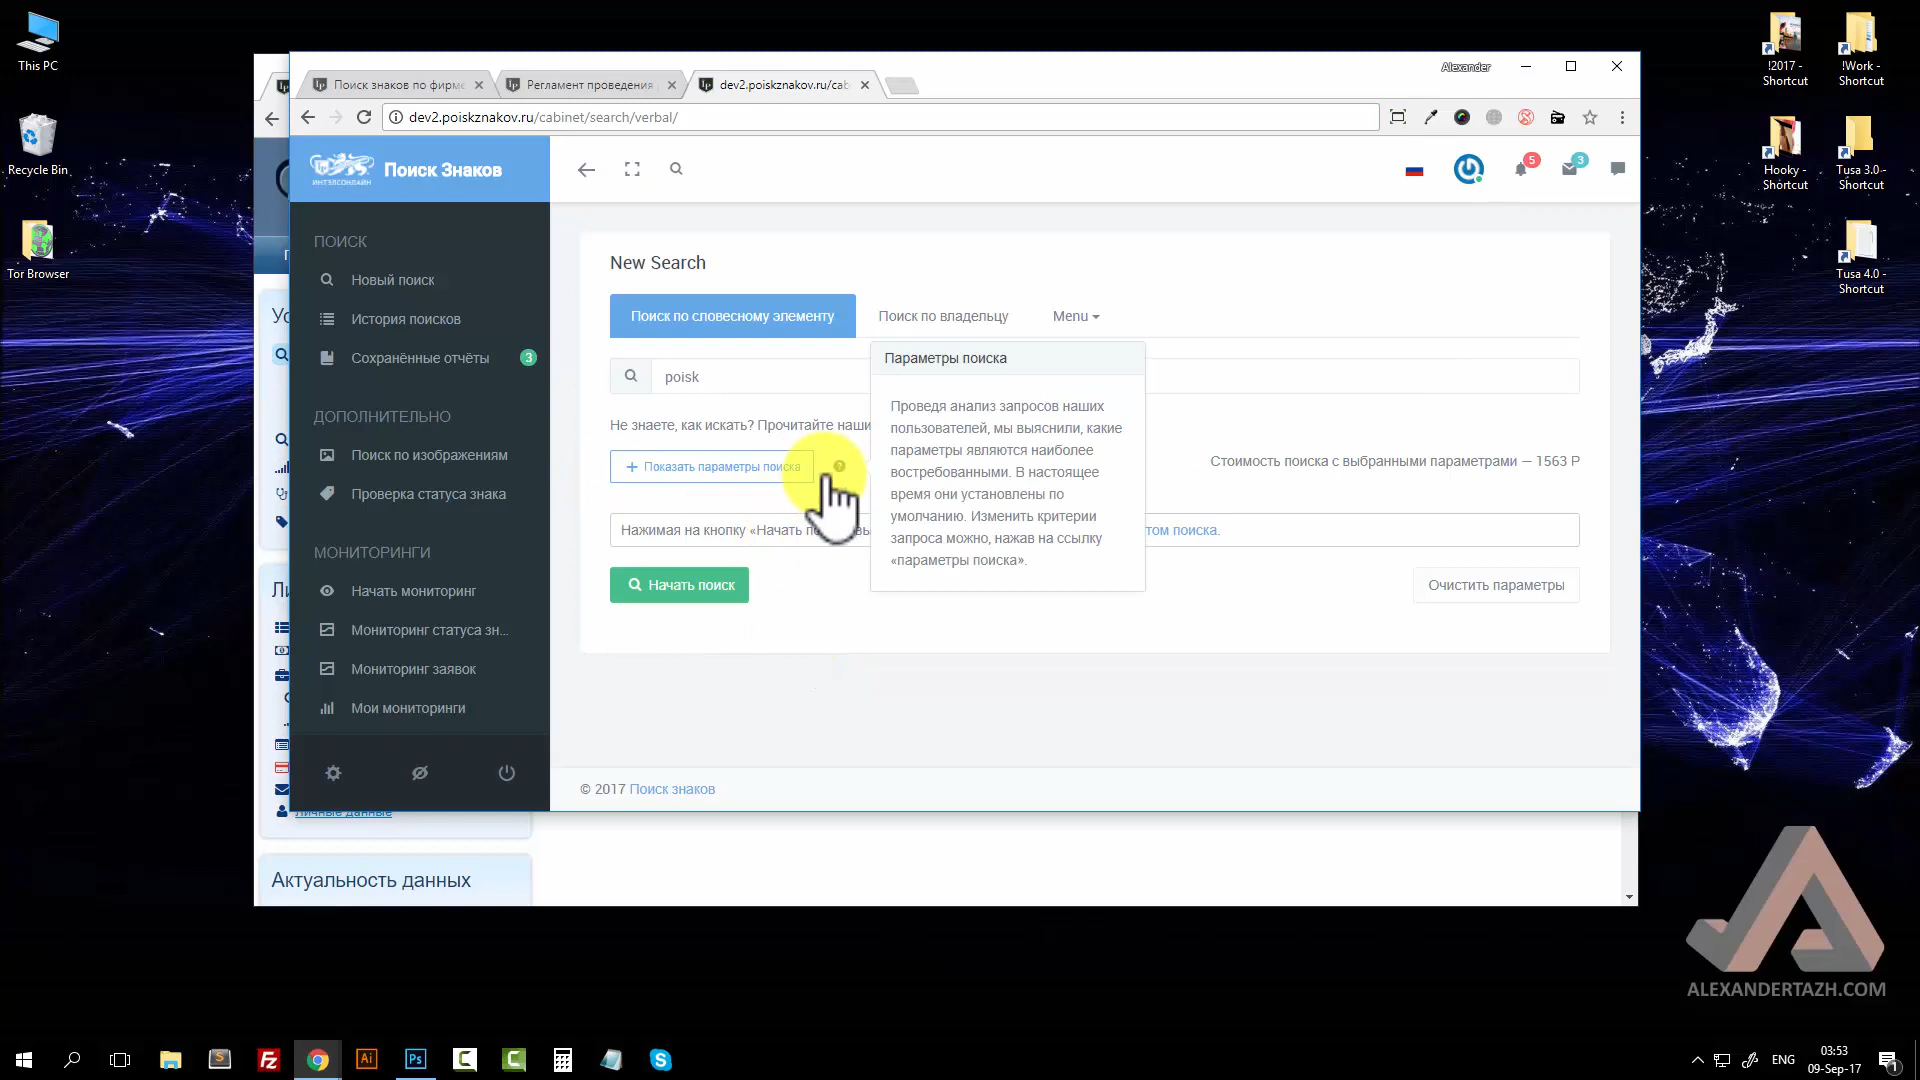 This PC
Recycle Bin
Tor Browser
!2017 - Shortcut
!Work - Shortcut
Hooky - Shortcut
Tusa 3.0 - Shortcut
Tusa 4.0 - Shortcut
Alexander
Поиск знаков по фирме
Регламент проведения
dev2.poiskznakov.ru/cab
dev2.poiskznakov.ru/cabinet/search/verbal/
ИНТЭЛСОНЛАЙН
Поиск Знаков
5
3
ПОИСК
Новый поиск
История поисков
Сохранённые отчёты 3
ДОПОЛНИТЕЛЬНО
Поиск по изображениям
Проверка статуса знака
МОНИТОРИНГИ
Начать мониторинг
Мониторинг статуса зн...
Мониторинг заявок
Мои мониторинги
New Search
Поиск по словесному элементу
Поиск по владельцу
Menu
poisk
Не знаете, как искать? Прочитайте наши
Показать параметры поиска
Параметры поиска
Проведя анализ запросов наших
пользователей, мы выяснили, какие
параметры являются наиболее
востребованными. В настоящее
время они установлены по
умолчанию. Изменить критерии
запроса можно, нажав на ссылку
«параметры поиска».
Стоимость поиска с выбранными параметрами — 1563 Р
Нажимая на кнопку «Начать
том поиска.
Начать поиск
Очистить параметры
© 2017 Поиск знаков
Личные данные
Актуальность данных
ALEXANDERTAZH.COM
ENG
03:53
09-Sep-17
1